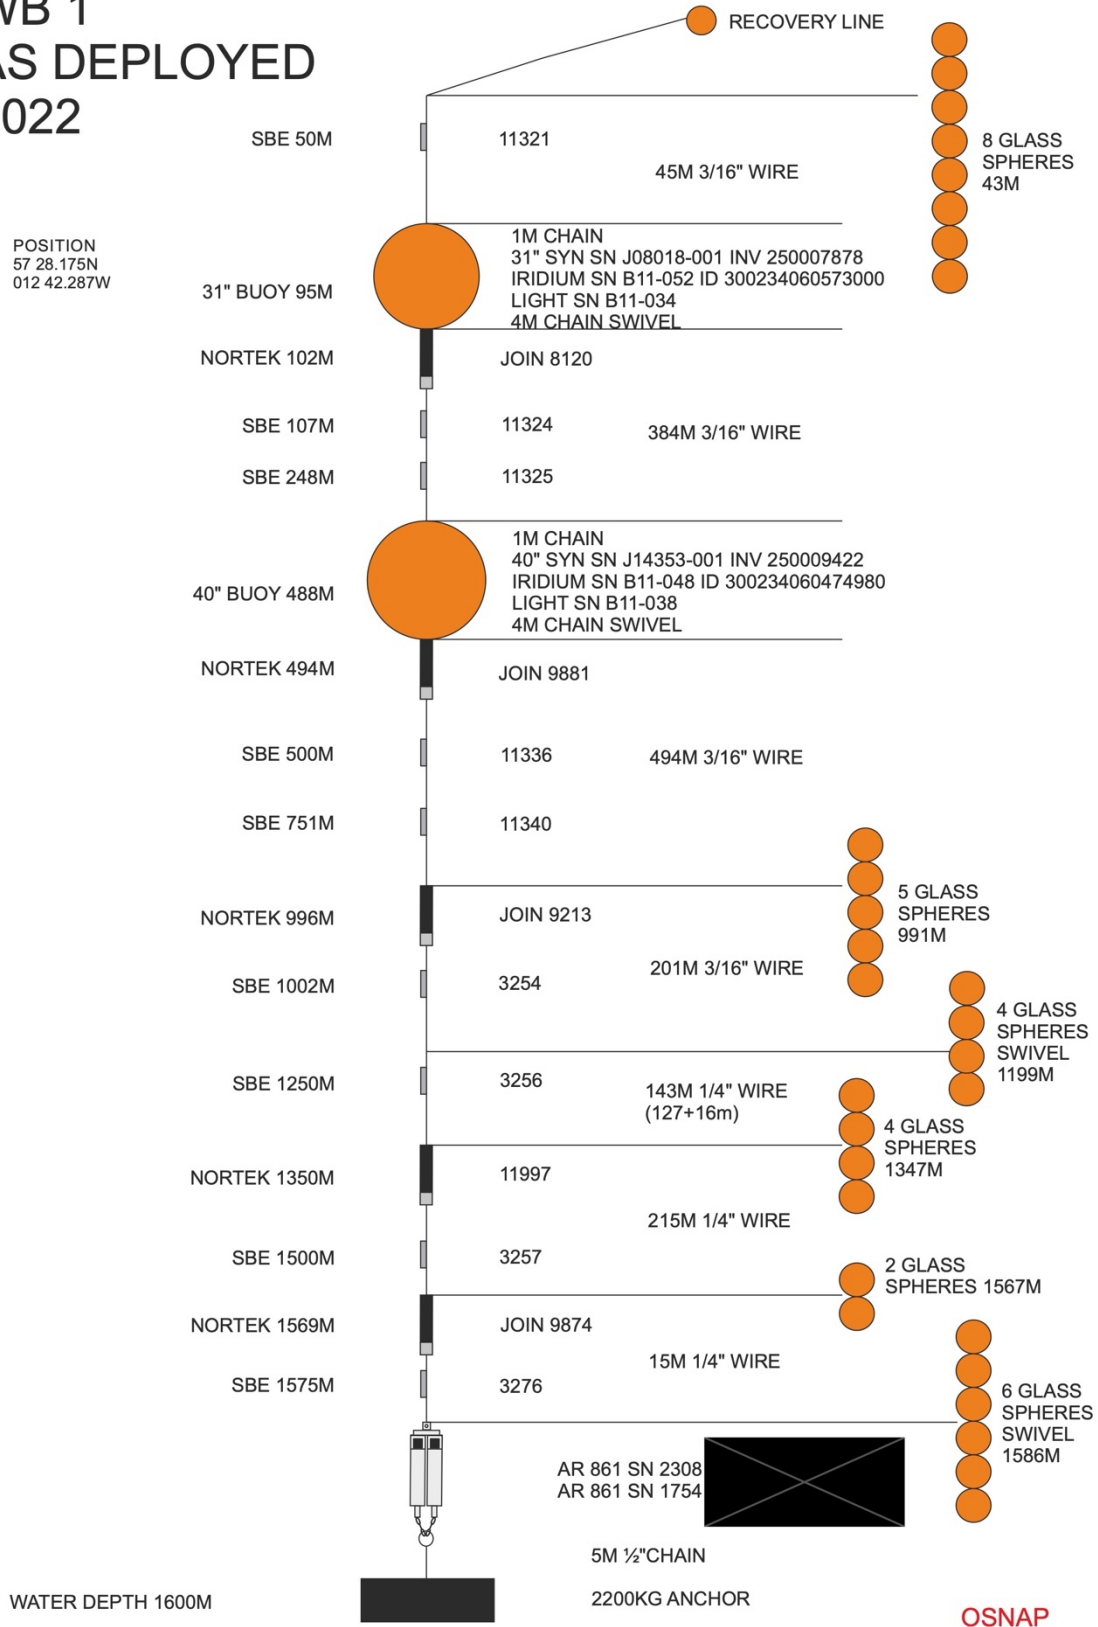 WB 1
AS DEPLOYED
022
RECOVERY LINE
SBE 50M
11321
45M 3/16" WIRE
8 GLASS
SPHERES
43M
POSITION
57 28.175N
012 42.287W
31" BUOY 95M
1M CHAIN
31" SYN SN J08018-001 INV 250007878
IRIDIUM SN B11-052 ID 300234060573000
LIGHT SN B11-034
4M CHAIN SWIVEL
NORTEK 102M
JOIN 8120
SBE 107M
11324
384M 3/16" WIRE
SBE 248M
11325
40" BUOY 488M
1M CHAIN
40" SYN SN J14353-001 INV 250009422
IRIDIUM SN B11-048 ID 300234060474980
LIGHT SN B11-038
4M CHAIN SWIVEL
NORTEK 494M
JOIN 9881
SBE 500M
11336
494M 3/16" WIRE
SBE 751M
11340
NORTEK 996M
JOIN 9213
5 GLASS
SPHERES
991M
201M 3/16" WIRE
SBE 1002M
3254
4 GLASS
SPHERES
SWIVEL
1199M
SBE 1250M
3256
143M 1/4" WIRE
(127+16m)
4 GLASS
SPHERES
1347M
NORTEK 1350M
11997
215M 1/4" WIRE
SBE 1500M
3257
2 GLASS
SPHERES 1567M
NORTEK 1569M
JOIN 9874
15M 1/4" WIRE
SBE 1575M
3276
6 GLASS
SPHERES
SWIVEL
1586M
AR 861 SN 2308
AR 861 SN 1754
5M ½"CHAIN
WATER DEPTH 1600M
2200KG ANCHOR
OSNAP